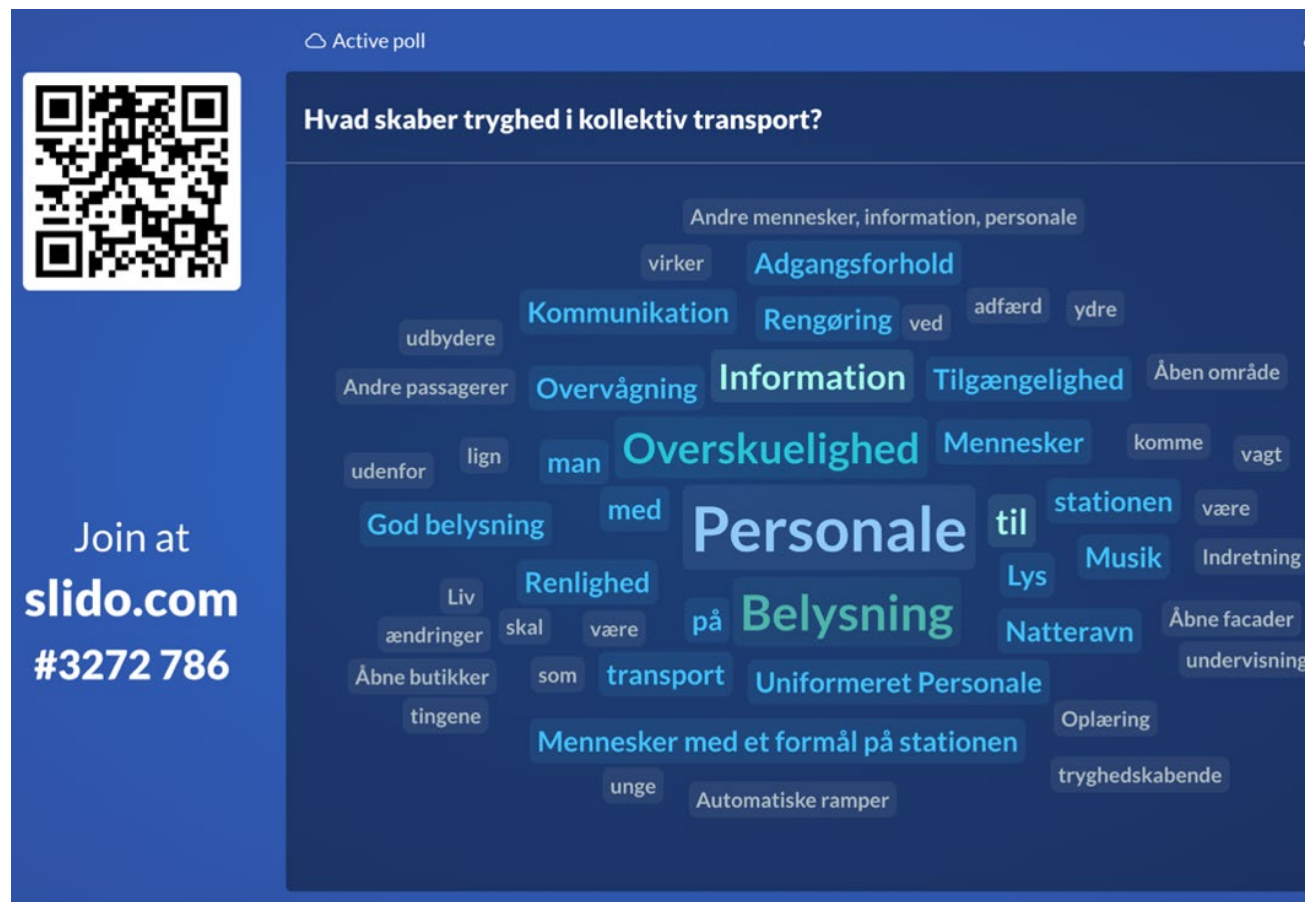 Active poll
Hvad skaber tryghed i kollektiv transport?
Join at
slido.com
#3272 786
Andre mennesker, information, personale
virker
Adgangsforhold
Kommunikation
Rengøring
ved
adfærd
ydre
udbydere
Andre passagerer
Overvågning
Information
Tilgængelighed
Åben område
udenfor
lign
man
Overskuelighed
Mennesker
komme
vagt
God belysning
med
Personale
til
stationen
være
Liv
Renlighed
Lys
Musik
Indretning
ændringer
skal
være
på
Belysning
Natteravn
Åbne facader
Åbne butikker
som
transport
Uniformeret Personale
undervisning
tingene
Mennesker med et formål på stationen
Oplæring
unge
Automatiske ramper
tryghedskabende